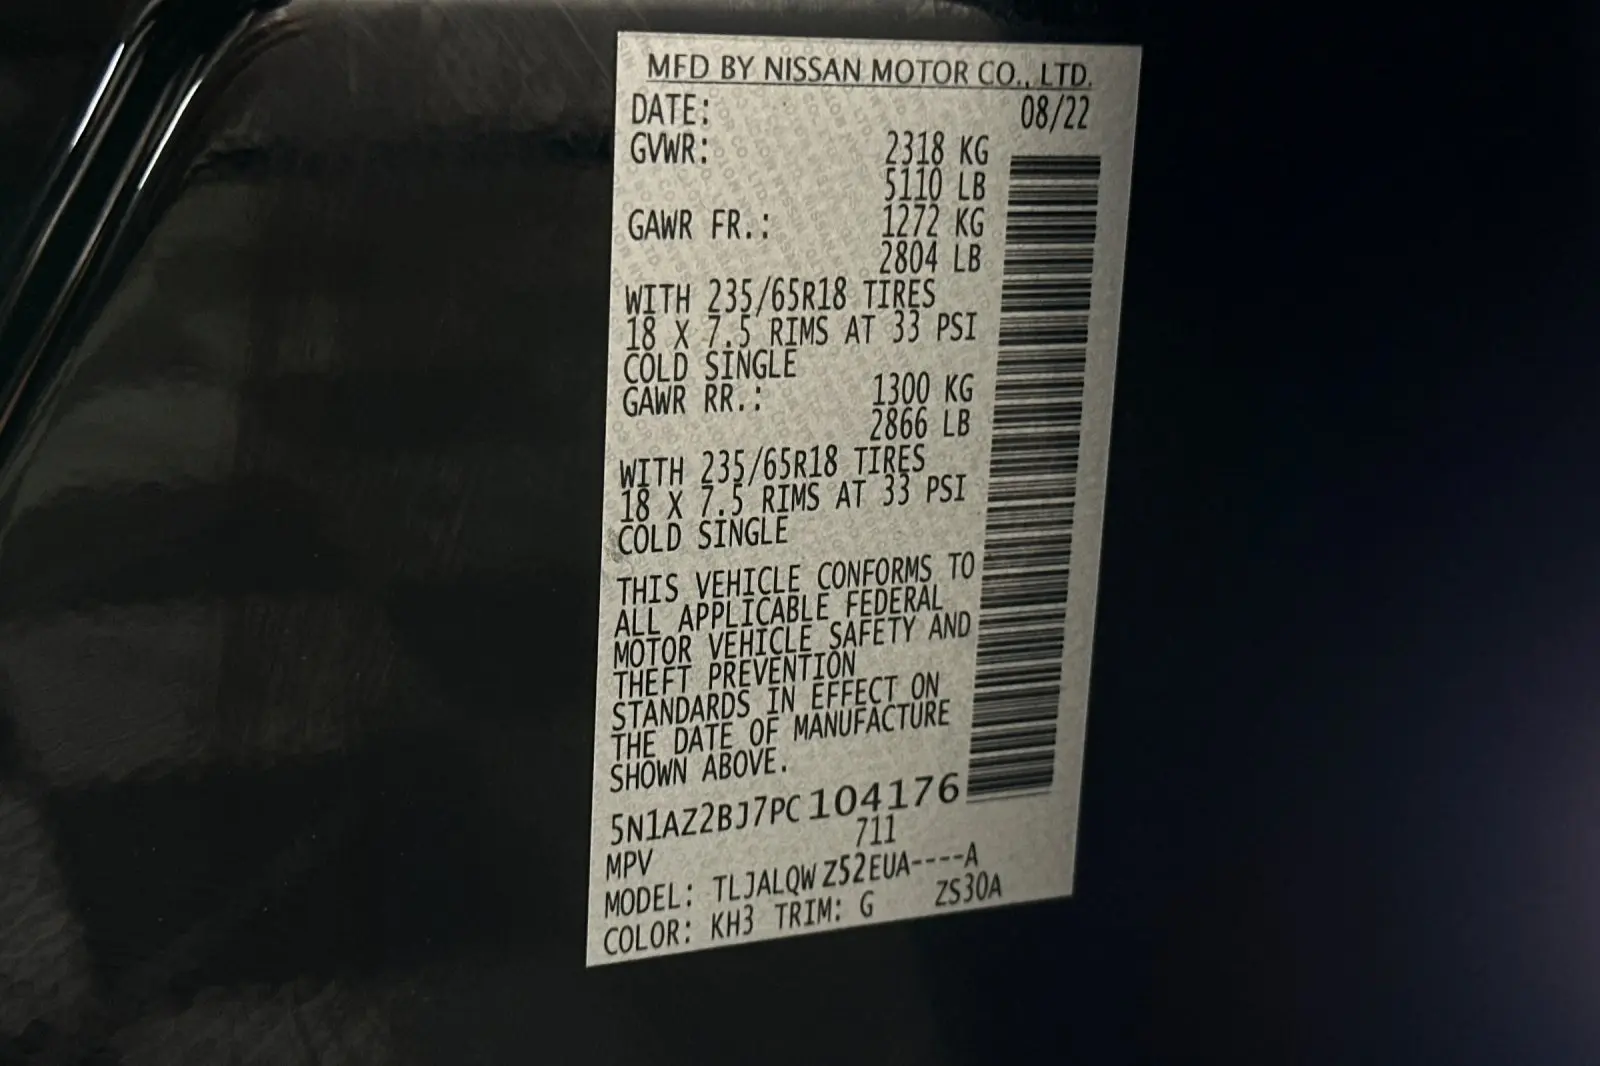 MFD BY NISSAN MOTOR CO., LTD.
DATE: 08/22
GVWR: 2318 KG
5110 LB
GAWR FR.: 1272 KG
2804 LB
WITH 235/65R18 TIRES
18 X 7.5 RIMS AT 33 PSI
COLD SINGLE
GAWR RR.: 1300 KG
2866 LB
WITH 235/65R18 TIRES
18 X 7.5 RIMS AT 33 PSI
COLD SINGLE
THIS VEHICLE CONFORMS TO
ALL APPLICABLE FEDERAL
MOTOR VEHICLE SAFETY AND
THEFT PREVENTION
STANDARDS IN EFFECT ON
THE DATE OF MANUFACTURE
SHOWN ABOVE.
5N1AZ2BJ7PC104176
711
MPV
MODEL: TLJALQW Z52EUA----A
COLOR: KH3 TRIM: G ZS30A